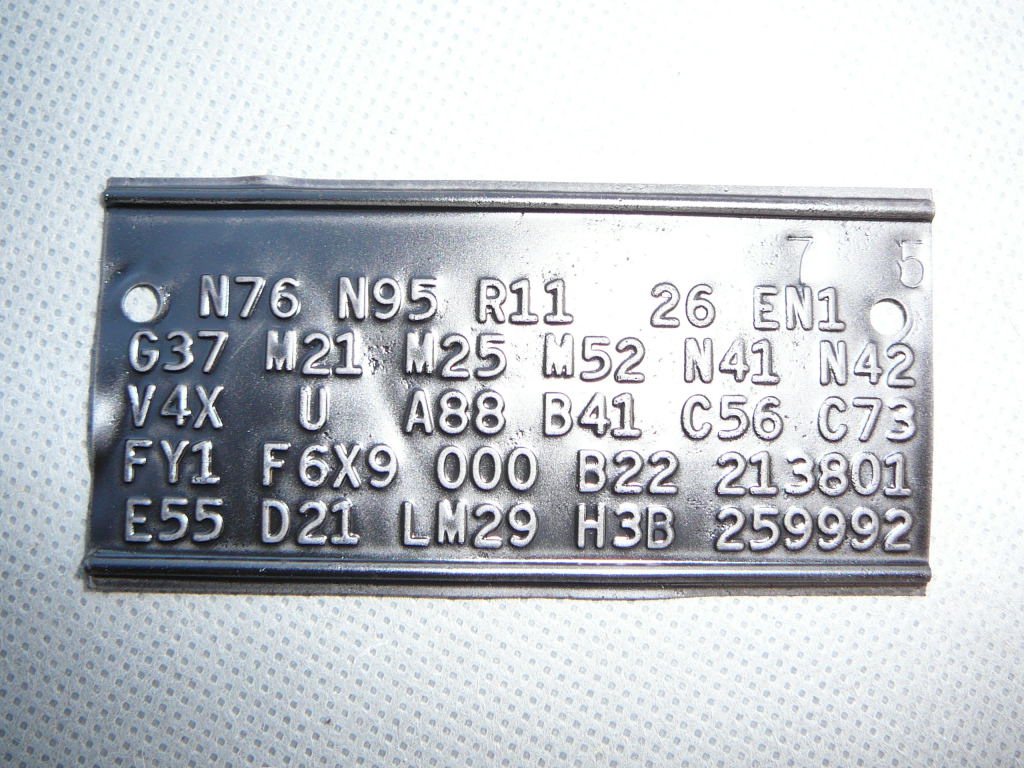 7 5
N76 N95 R11 26 EN1
G37 M21 M25 M52 N41 N42
V4X U A88 B41 C56 C73
FY1 F6X9 000 B22 213801
E55 D21 LM29 H3B 259992